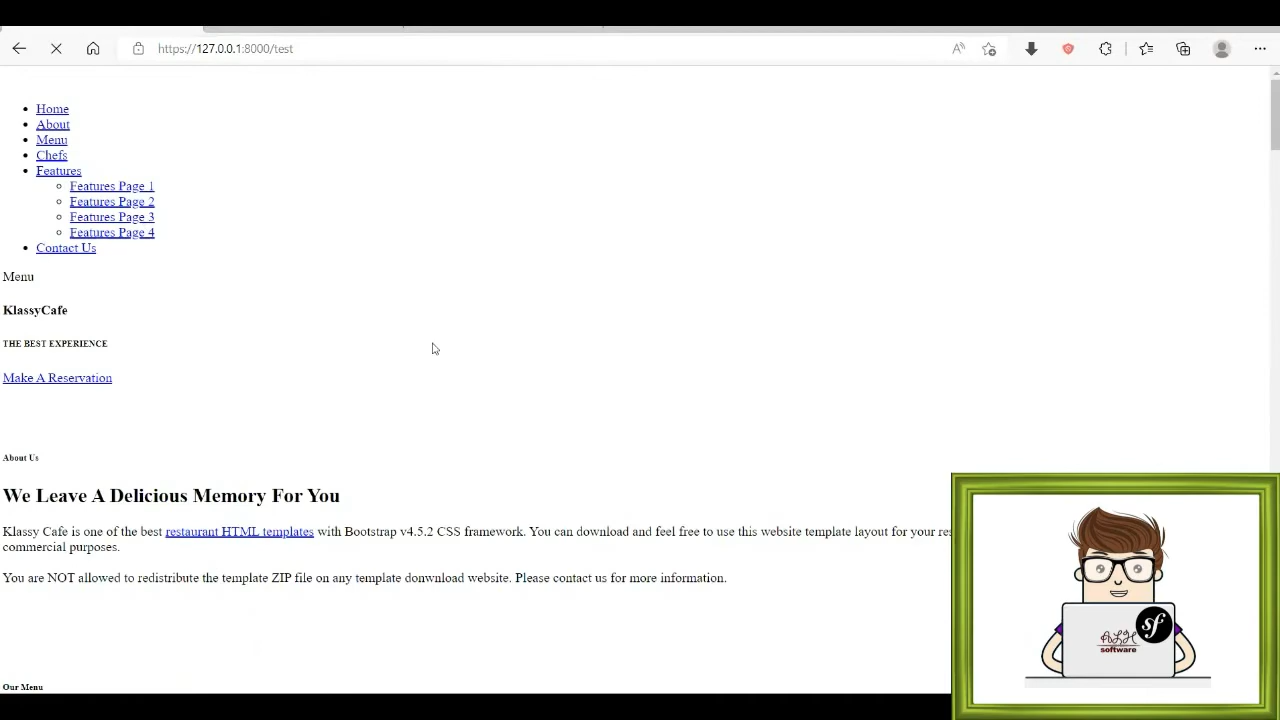 https://127.0.0.1:8000/test
Home
About
Menu
Chefs
Features
Features Page 1
Features Page 2
Features Page 3
Features Page 4
Contact Us
Menu
KlassyCafe
THE BEST EXPERIENCE
Make A Reservation
About Us
We Leave A Delicious Memory For You
Klassy Cafe is one of the best restaurant HTML templates with Bootstrap v4.5.2 CSS framework. You can download and feel free to use this website template layout for your
commercial purposes.
You are NOT allowed to redistribute the template ZIP file on any template donwload website. Please contact us for more information.
Our Menu
sf
software